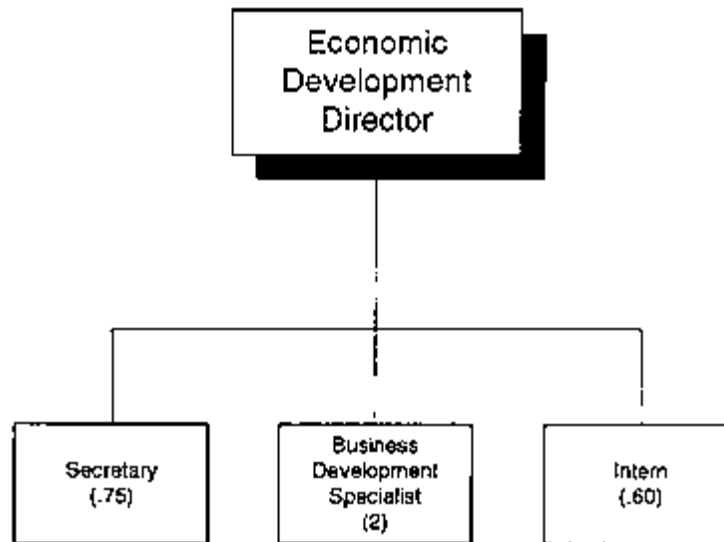 Economic
Development
Director
Secretary
(.75)
Business
Development
Specialist
(2)
Intern
(.60)